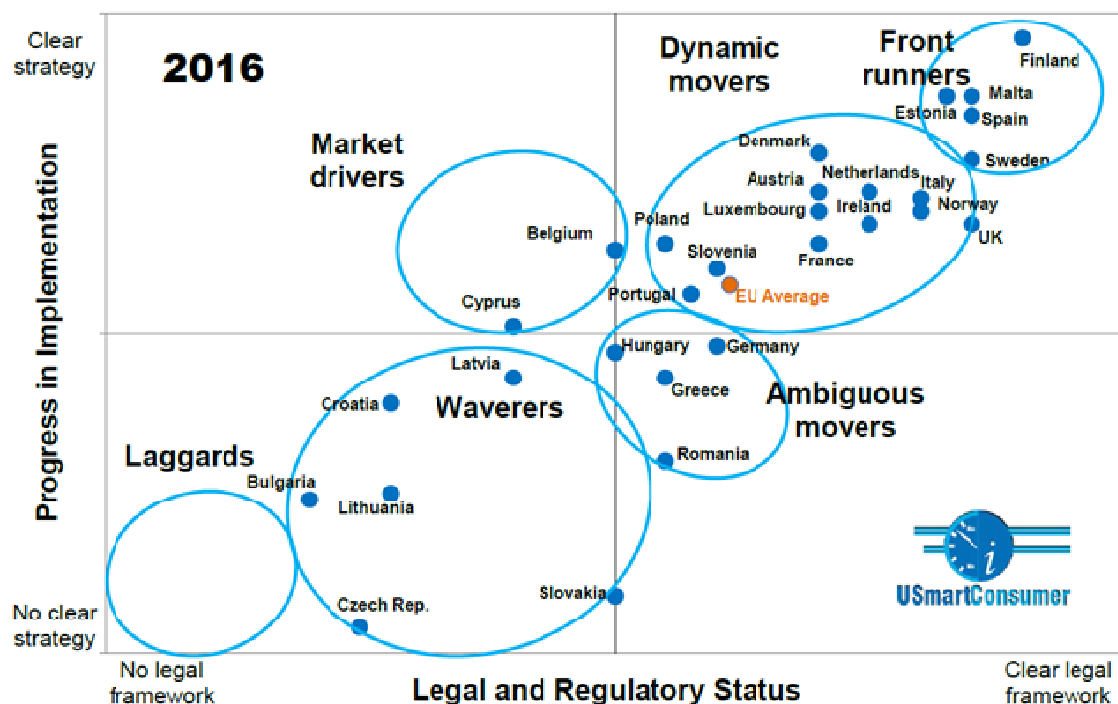 Clear
strategy
2016
Dynamic
movers
Front
runners
Finland
Malta
Estonia
Spain
Sweden
Market
drivers
Denmark
Netherlands
Austria
Italy
Luxembourg
Ireland
Norway
Poland
UK
Belgium
Slovenia
France
Portugal
EU Average
Cyprus
Progress in Implementation
Hungary
Germany
Latvia
Greece
Croatia
Waverers
Ambiguous
movers
Laggards
Romania
Bulgaria
Lithuania
i
USmartConsumer
Slovakia
Czech Rep.
No clear
strategy
No legal
framework
Legal and Regulatory Status
Clear legal
framework